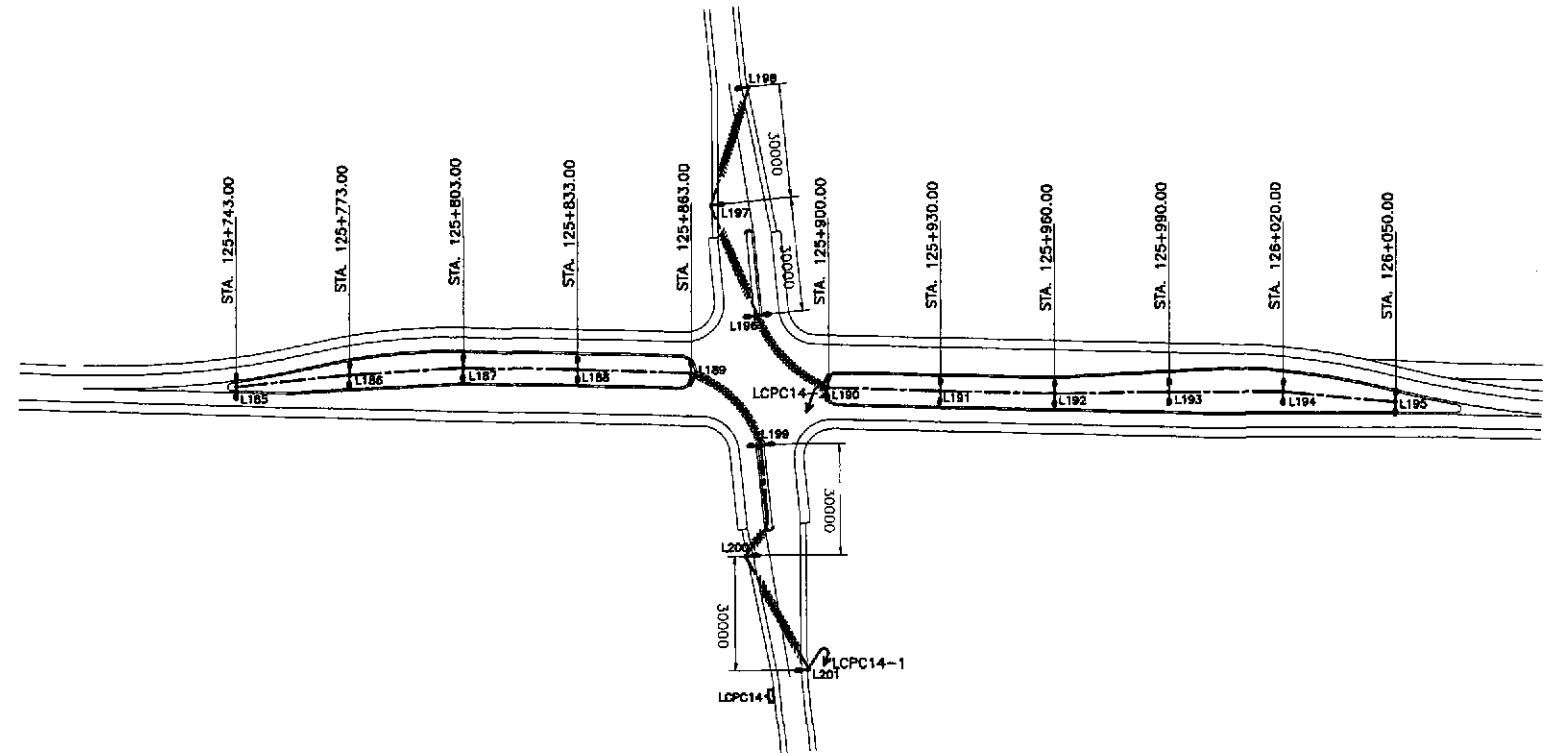 L198
30000
L197
30000
STA. 125+743.00
STA. 125+773.00
STA. 125+803.00
STA. 125+833.00
STA. 125+863.00
STA. 125+900.00
STA. 125+930.00
STA. 125+960.00
STA. 125+990.00
STA. 126+020.00
STA. 126+050.00
L196
L185
L186
L187
L188
L189
LCPC14-2
L190
L191
L192
L193
L194
L195
L199
30000
L200
30000
LCPC14-1
L201
LCPC14